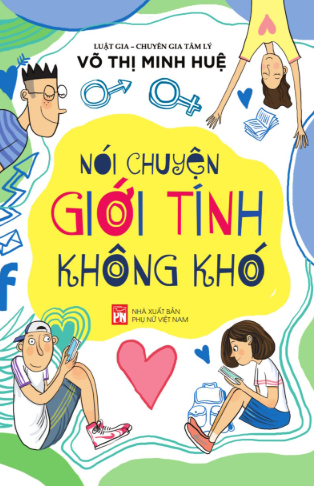 LUẬT GIA – CHUYÊN GIA TÂM LÝ
VÕ THỊ MINH HUỆ
NÓI CHUYỆN
GIỚI TÍNH
KHÔNG KHÓ
PN
NHÀ XUẤT BẢN
PHỤ NỮ VIỆT NAM
f